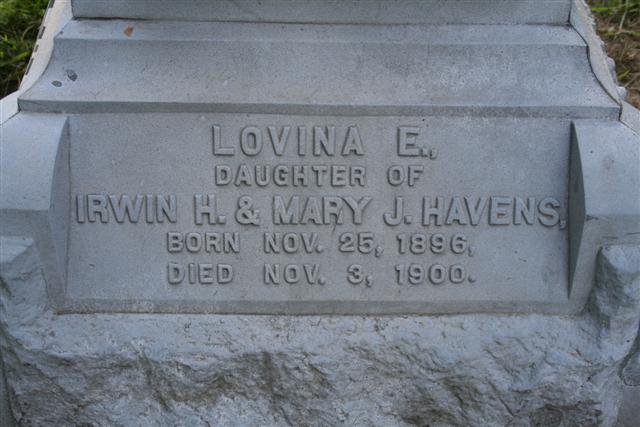 LOVINA E.,
DAUGHTER OF
IRWIN H. & MARY J. HAVENS,
BORN NOV. 25, 1896,
DIED NOV. 3, 1900.